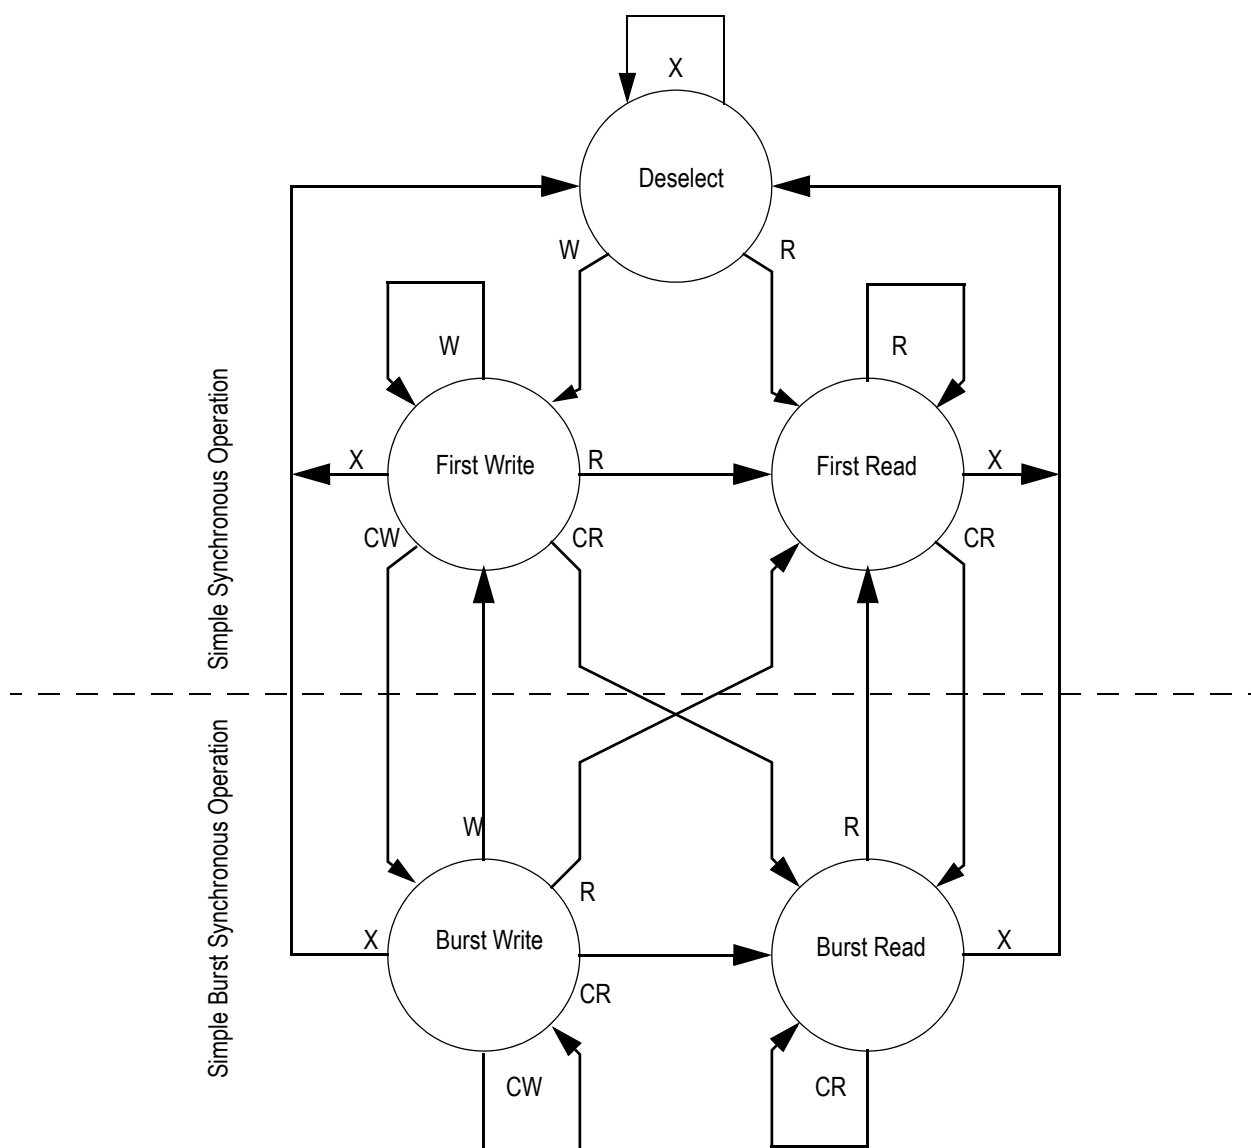 X
Deselect
W
R
W
R
Simple Synchronous Operation
First Write
First Read
X
R
X
CW
CR
CR
Simple Burst Synchronous Operation
W
R
R
X
Burst Write
Burst Read
X
CR
CW
CR